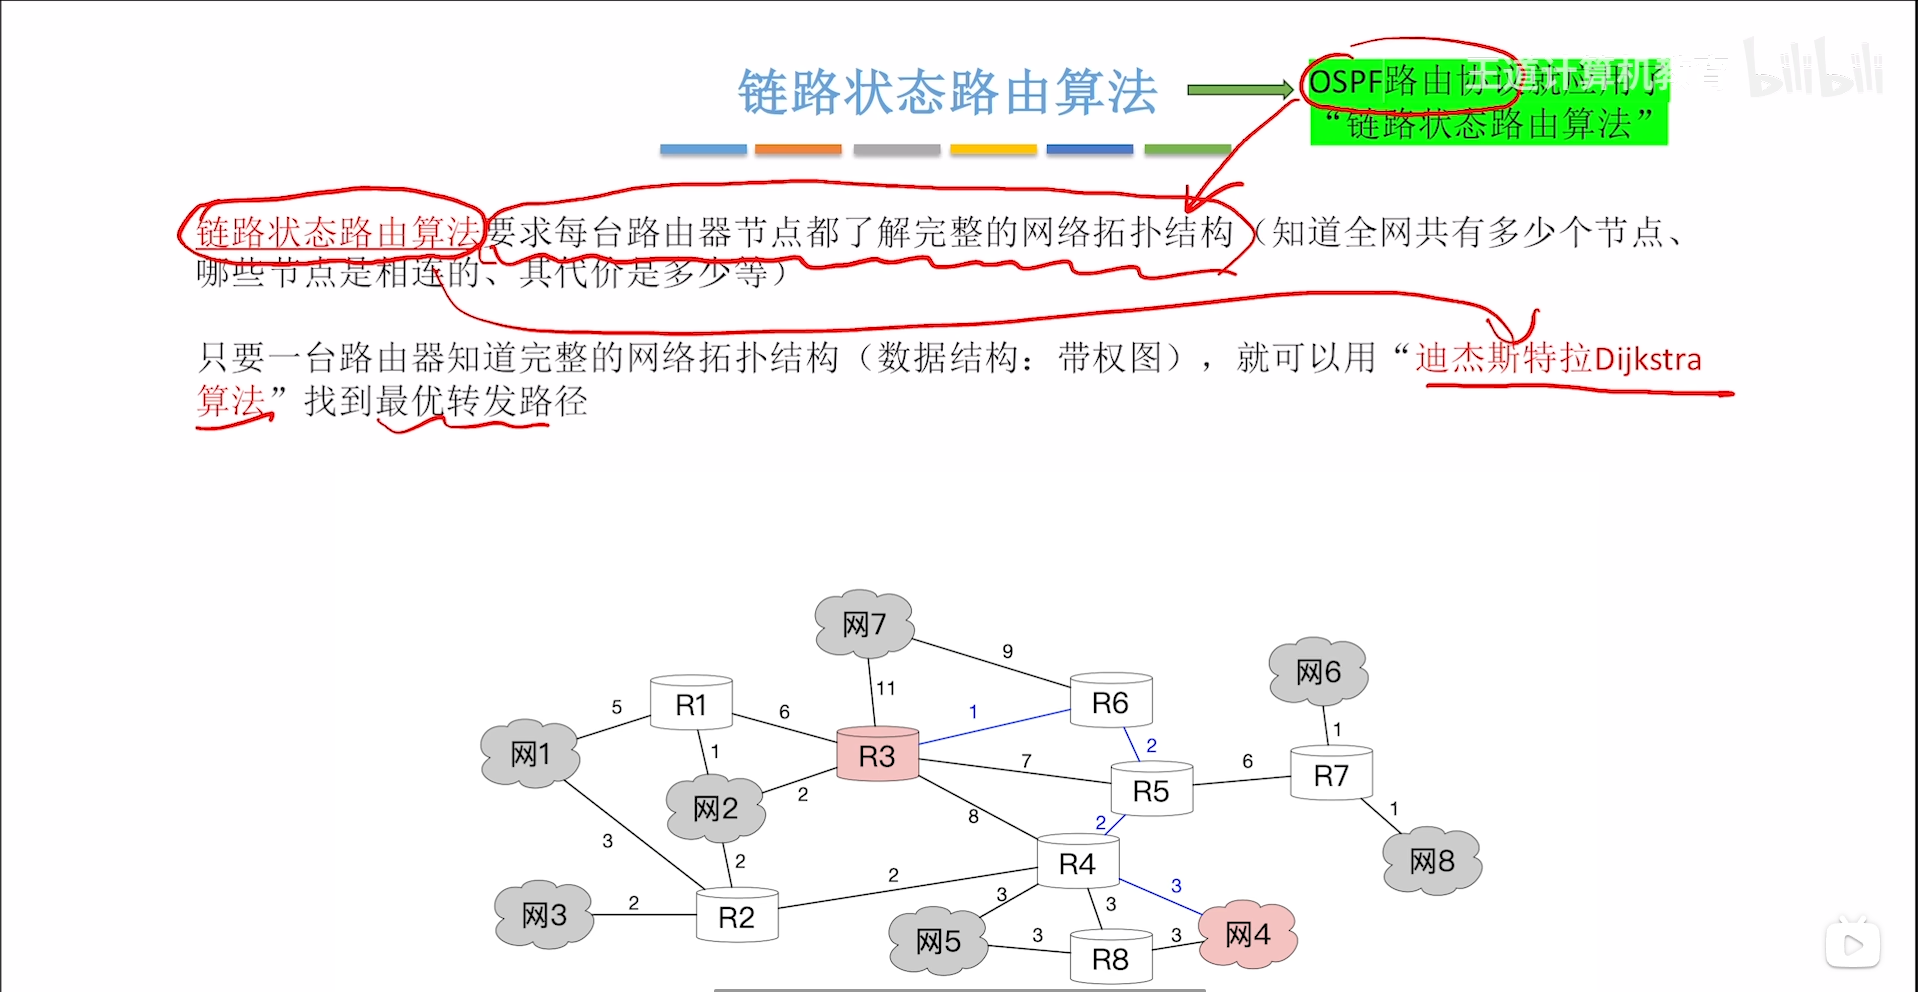 链路状态路由算法
OSPF路由协议就应用了
“链路状态路由算法”
王道计算机教育 bilibili
链路状态路由算法要求每台路由器节点都了解完整的网络拓扑结构（知道全网共有多少个节点、
哪些节点是相连的、其代价是多少等）
只要一台路由器知道完整的网络拓扑结构（数据结构：带权图），就可以用“迪杰斯特拉Dijkstra
算法”找到最优转发路径
网7
9
网6
11
R1
R6
5
6
1
1
网1
1
R3
2
7
6
R7
R5
网2
2
8
2
1
3
2
R4
网8
2
3
网3
2
R2
3
3
网5
3
3
网4
R8